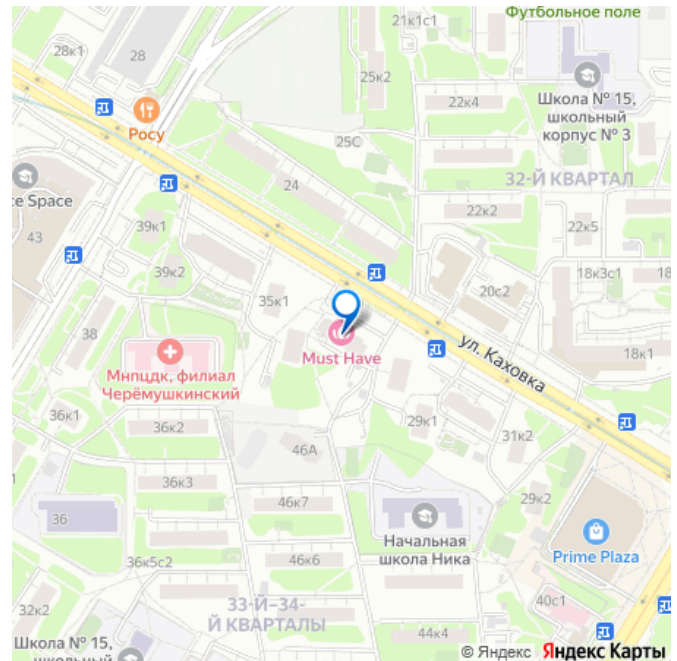 Футбольное поле
21к1с1
28к1
28
25к2
22к4
Школа № 15,
школьный
корпус № 3
Росу
25С
32-Й КВАРТАЛ
24
ce Space
43
39к1
22к2
22к5
39к2
18к3с1
20с2
35к1
38
Must Have
ул. Каховка
18к1
Мнпцдк, филиал
Черёмушкинский
36к1
36к2
29к1
31к2
46А
36к3
46к7
29к2
36
Начальная
школа Ника
Prime Plaza
36к5с2
46к6
33-Й–34-
Й КВАРТАЛЫ
40с1
32к2
44к4
Школа № 15,
школьный
© Яндекс Яндекс Карты